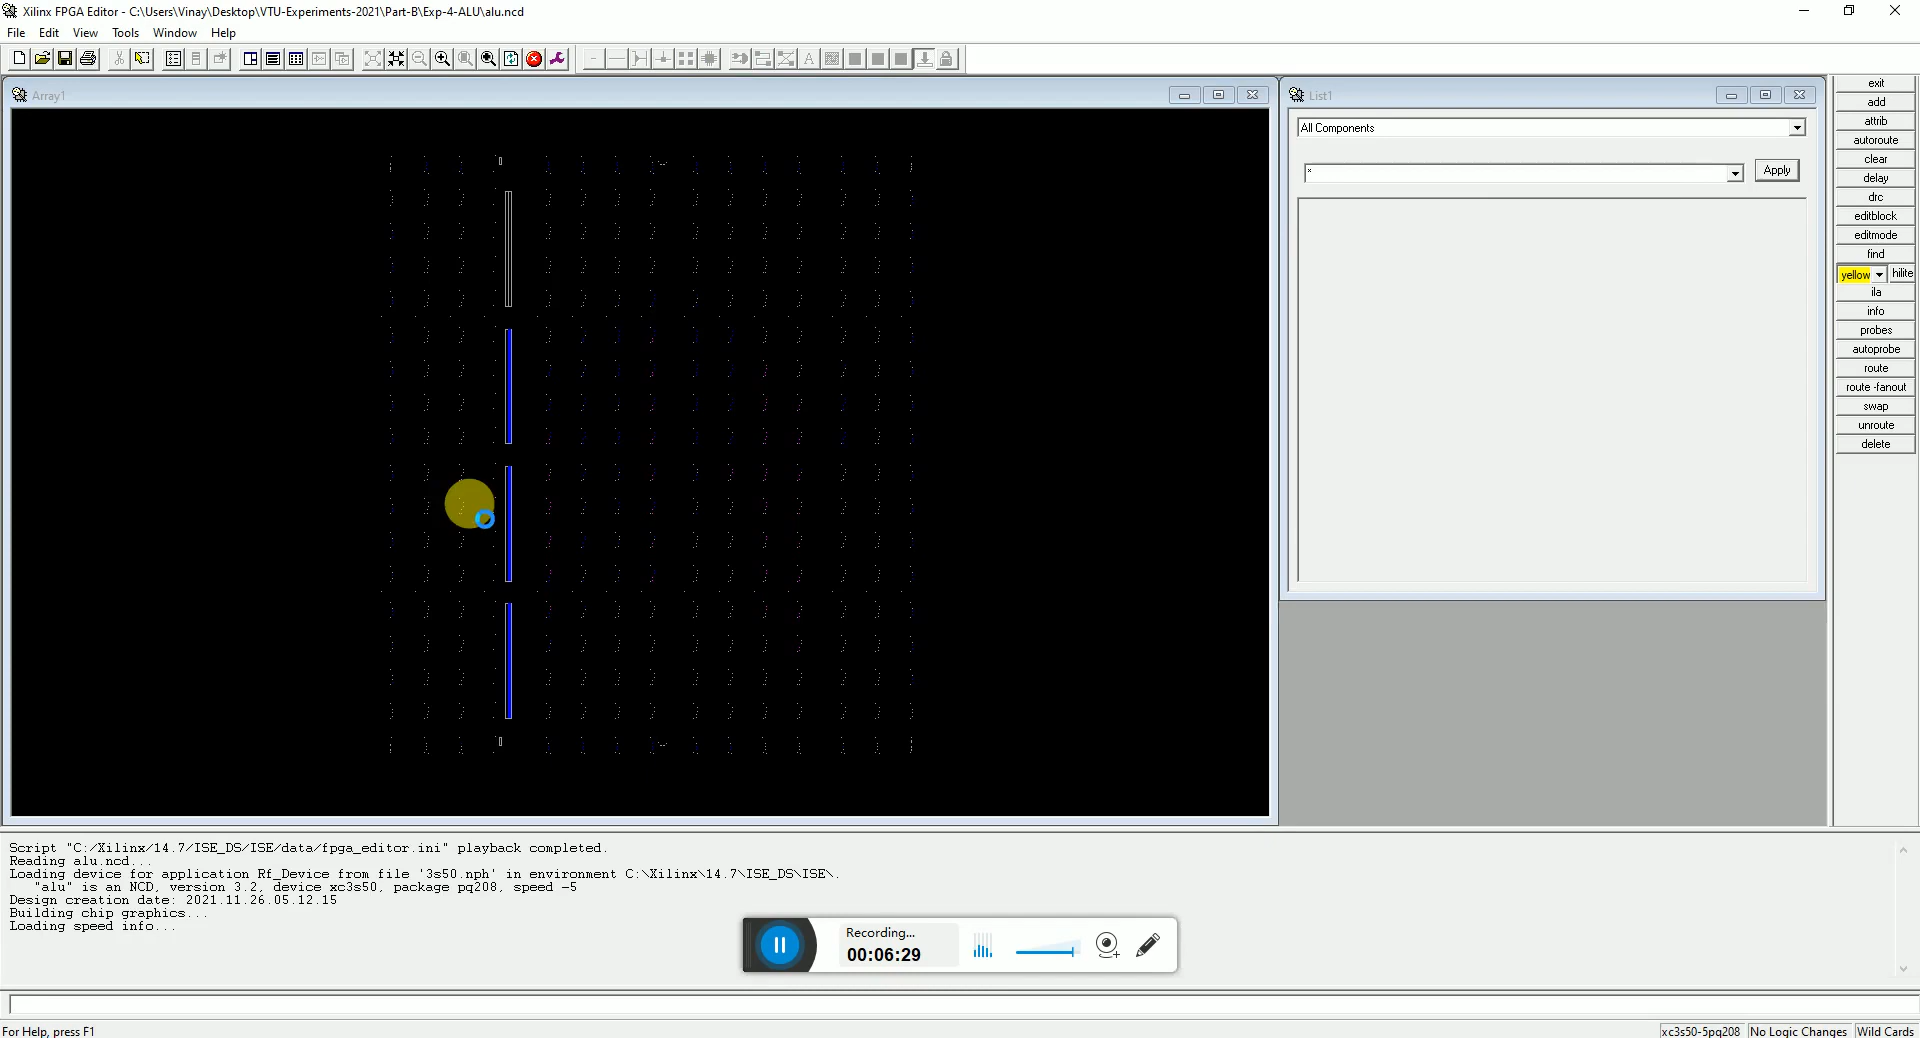 Xilinx FPGA Editor - C:\Users\Vinay\Desktop\VTU-Experiments-2021\Part-B\Exp-4-ALU\alu.ncd
File Edit View Tools Window Help
Array1
List1
All Components
*
Apply
exit
add
attrib
autoroute
clear
delay
drc
editblock
editmode
find
yellow hilite
ila
info
probes
autoprobe
route
route -fanout
swap
unroute
delete
Script "C:/Xilinx/14.7/ISE_DS/ISE/data/fpga_editor.ini" playback completed.
Reading alu.ncd...
Loading device for application Rf_Device from file '3s50.nph' in environment C:\Xilinx\14.7\ISE_DS\ISE\.
"alu" is an NCD, version 3.2, device xc3s50, package pq208, speed -5
Design creation date: 2021.11.26.05.12.15
Building chip graphics...
Loading speed info...
Recording...
00:06:29
For Help, press F1
xc3s50-5pq208 No Logic Changes Wild Cards